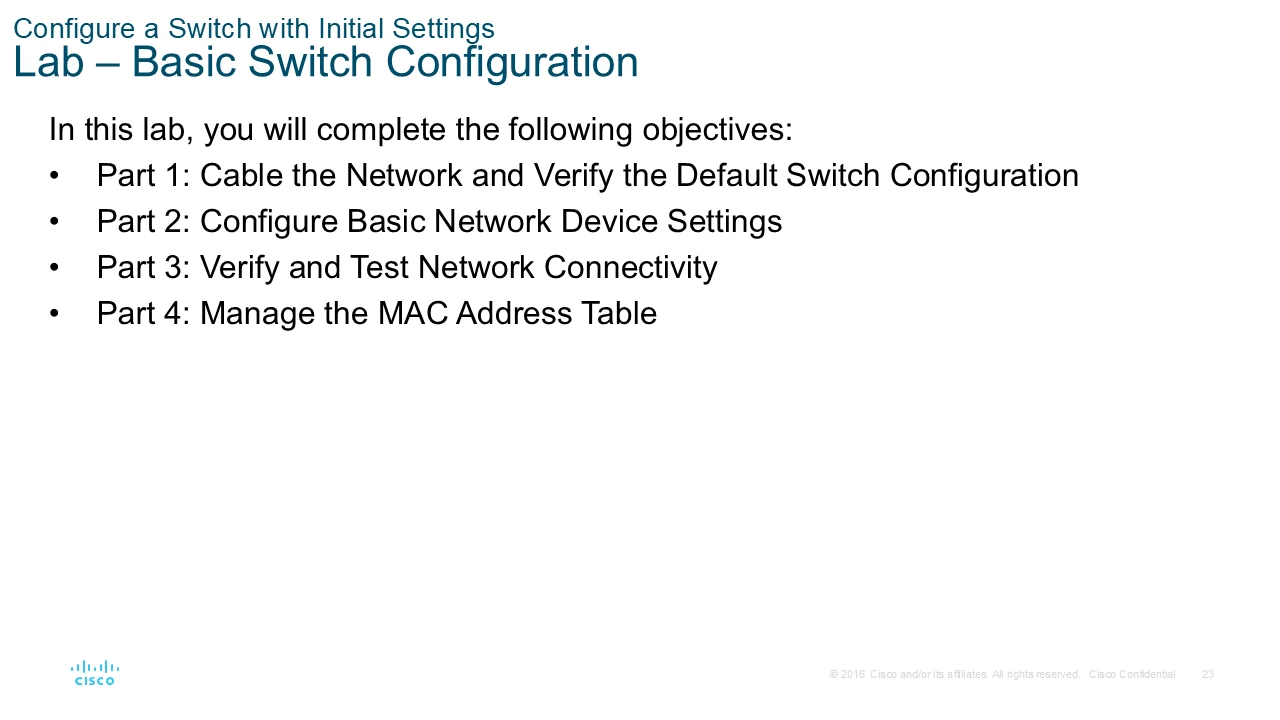 Configure a Switch with Initial Settings
Lab – Basic Switch Configuration
In this lab, you will complete the following objectives:
• Part 1: Cable the Network and Verify the Default Switch Configuration
• Part 2: Configure Basic Network Device Settings
• Part 3: Verify and Test Network Connectivity
• Part 4: Manage the MAC Address Table
CISCO
© 2016 Cisco and/or its affiliates. All rights reserved. Cisco Confidential 23